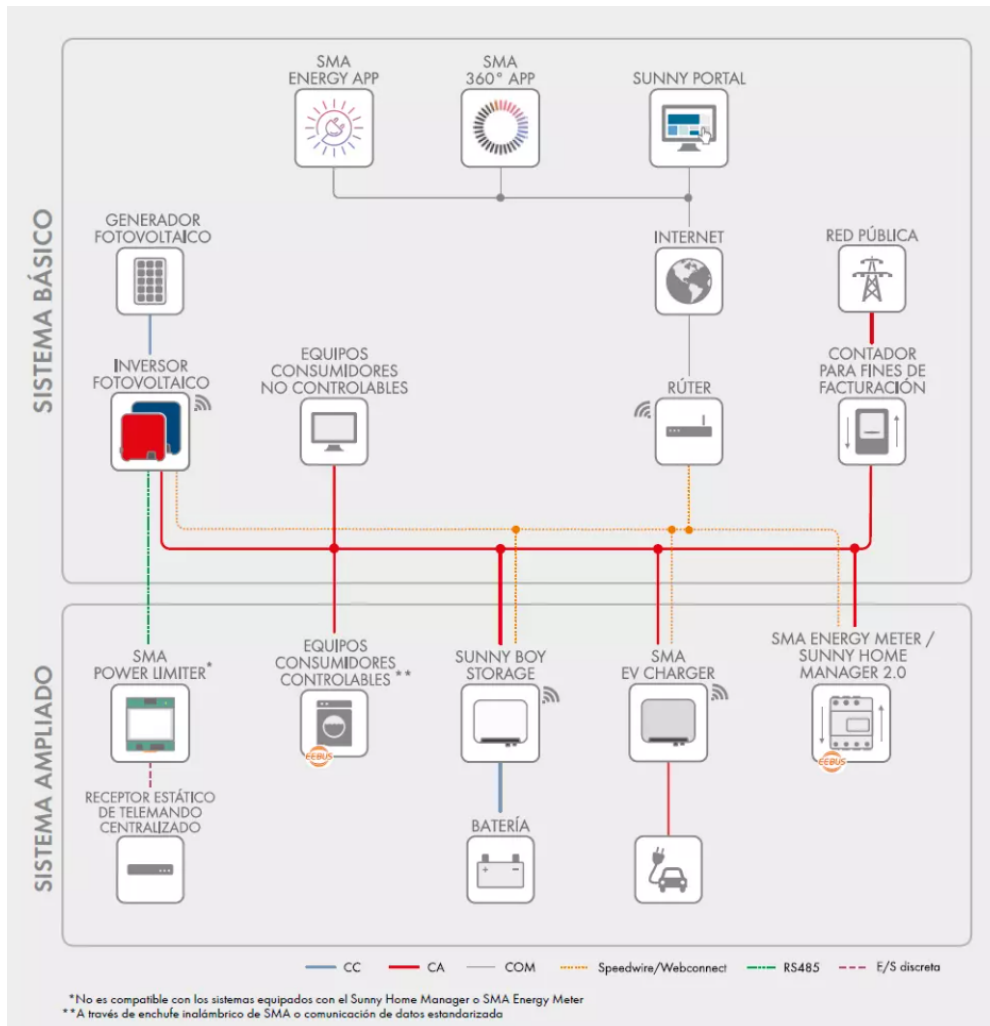 SISTEMA BÁSICO
SMA
ENERGY APP
SMA
360° APP
SUNNY PORTAL
GENERADOR
FOTOVOLTAICO
INTERNET
RED PÚBLICA
INVERSOR
FOTOVOLTAICO
EQUIPOS
CONSUMIDORES
NO CONTROLABLES
RÚTER
CONTADOR
PARA FINES DE
FACTURACIÓN
SISTEMA AMPLIADO
SMA
POWER LIMITER*
EQUIPOS
CONSUMIDORES
CONTROLABLES **
EEBUS
SUNNY BOY
STORAGE
SMA
EV CHARGER
SMA ENERGY METER /
SUNNY HOME
MANAGER 2.0
EEBUS
RECEPTOR ESTÁTICO
DE TELEMANDO
CENTRALIZADO
BATERÍA
+ −
CC CA COM Speedwire/Webconnect RS485 E/S discreta
*No es compatible con los sistemas equipados con el Sunny Home Manager o SMA Energy Meter
**A través de enchufe inalámbrico de SMA o comunicación de datos estandarizada